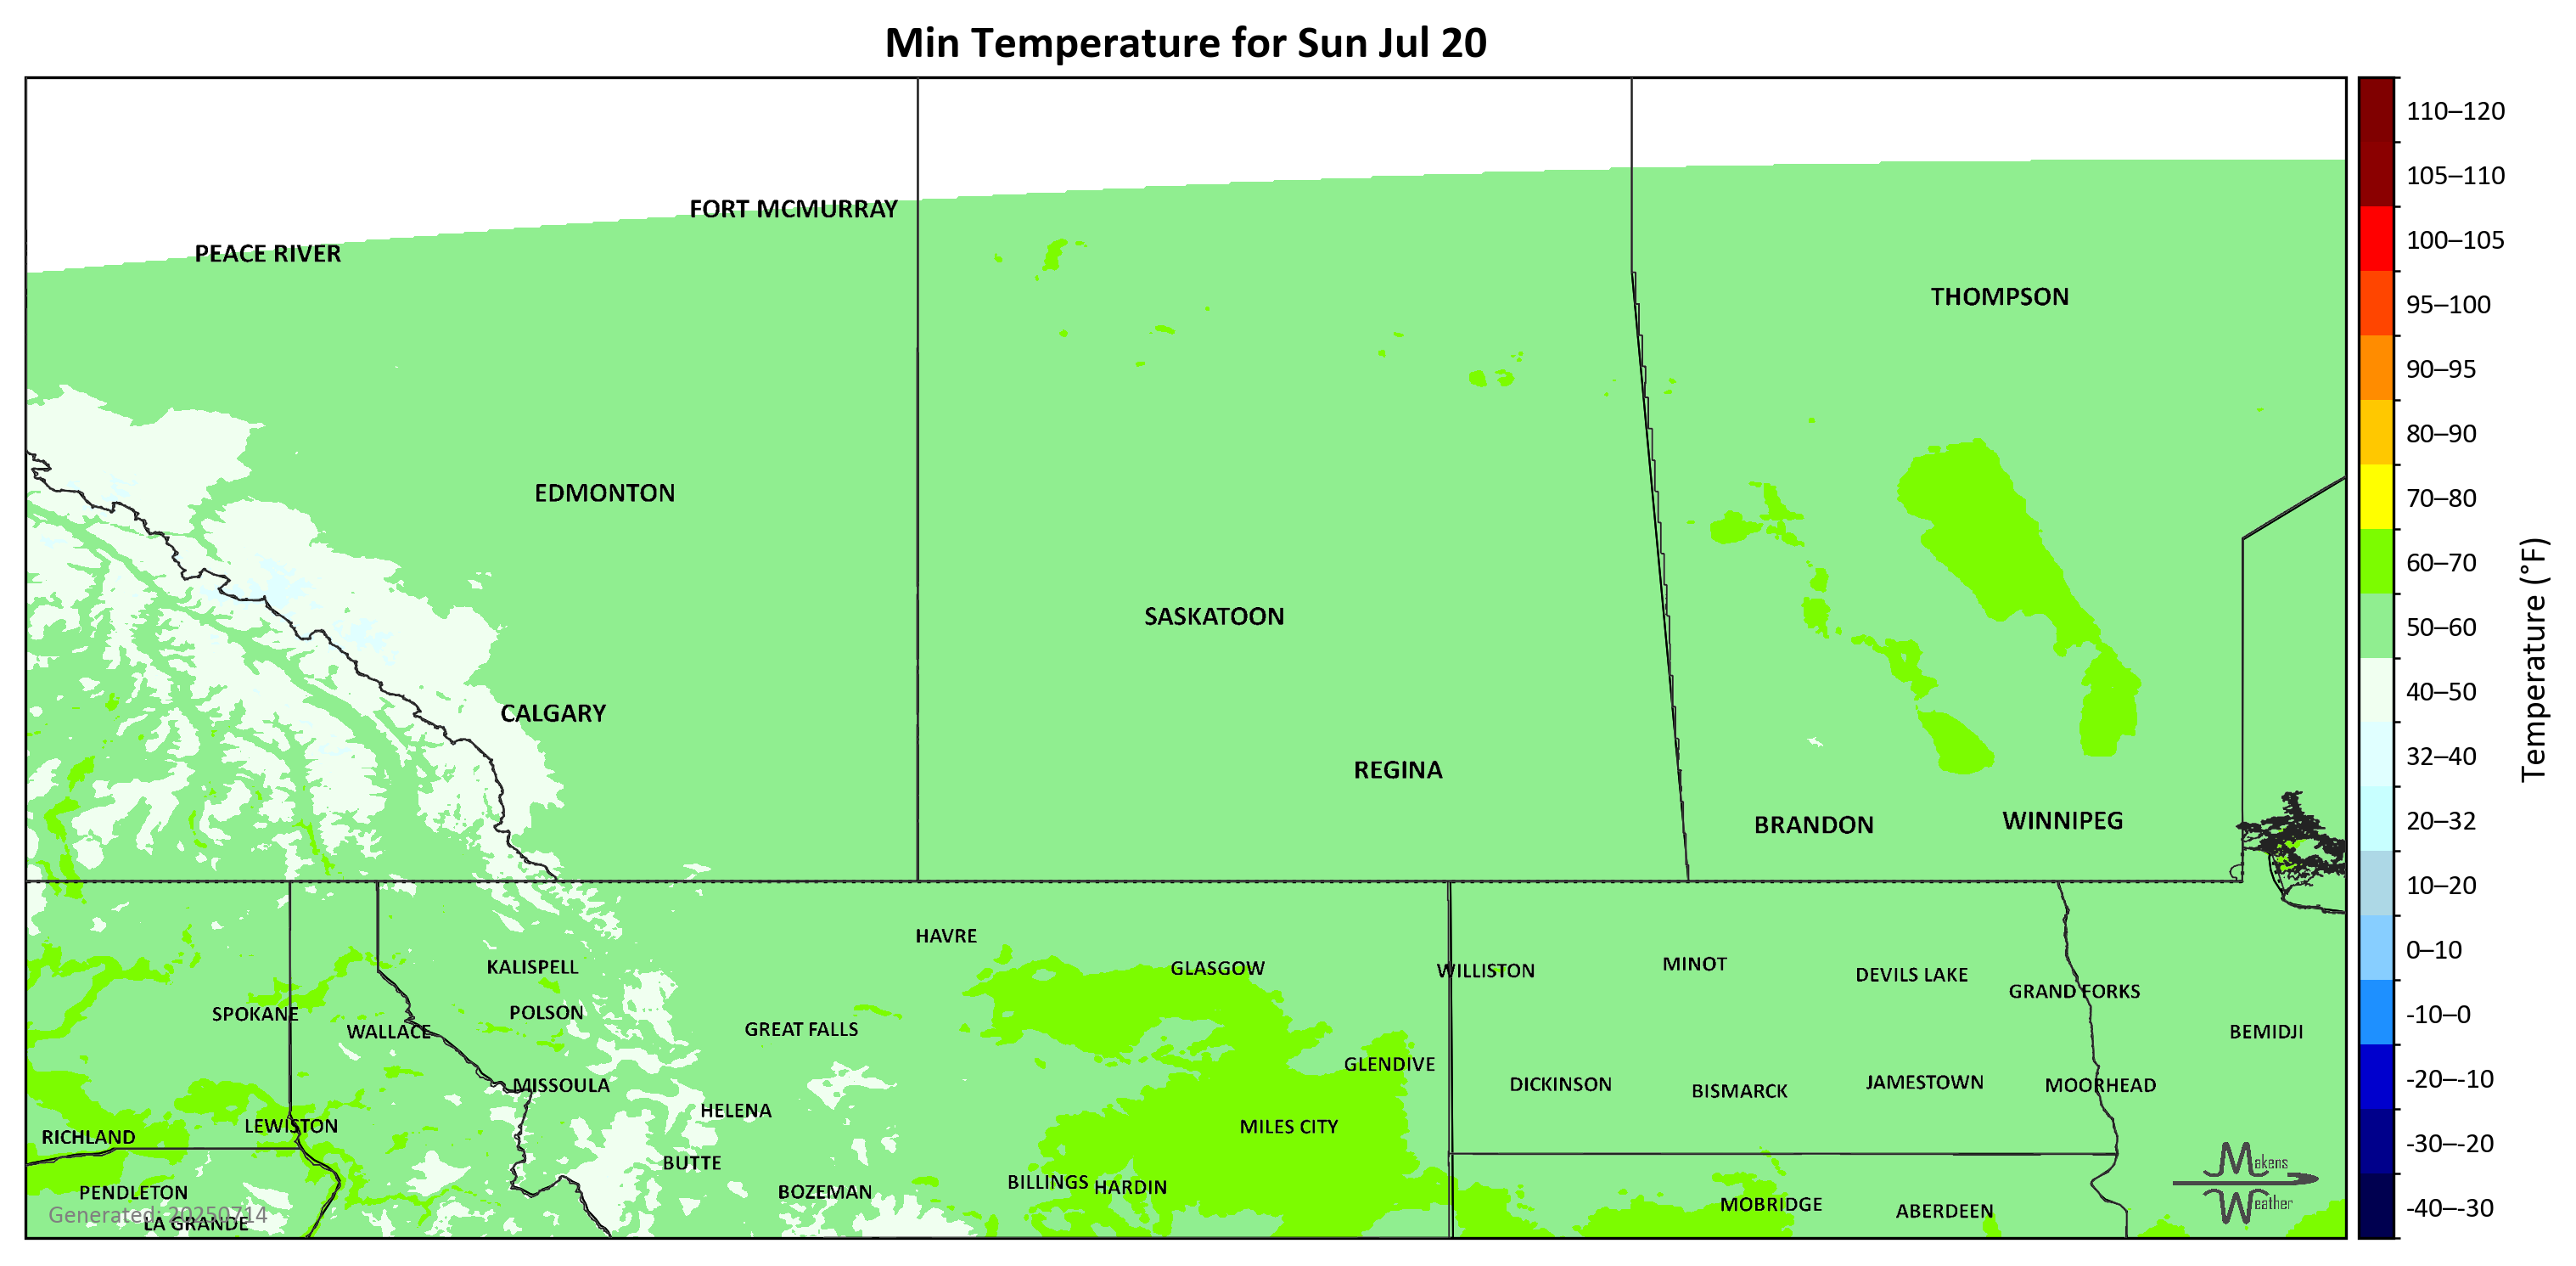 Min Temperature for Sun Jul 20
FORT MCMURRAY
PEACE RIVER
THOMPSON
EDMONTON
SASKATOON
CALGARY
REGINA
BRANDON
WINNIPEG
HAVRE
KALISPELL
GLASGOW
WILLISTON
MINOT
DEVILS LAKE
GRAND FORKS
SPOKANE
POLSON
WALLACE
GREAT FALLS
BEMIDJI
GLENDIVE
MISSOULA
DICKINSON
BISMARCK
JAMESTOWN
MOORHEAD
HELENA
LEWISTON
MILES CITY
RICHLAND
BUTTE
BILLINGS
HARDIN
PENDLETON
BOZEMAN
MOBRIDGE
ABERDEEN
Generated: 20250714
LA GRANDE
Makens
Weather
110–120
105–110
100–105
95–100
90–95
80–90
70–80
60–70
50–60
40–50
32–40
20–32
10–20
0–10
-10–0
-20–-10
-30–-20
-40–-30
Temperature (°F)